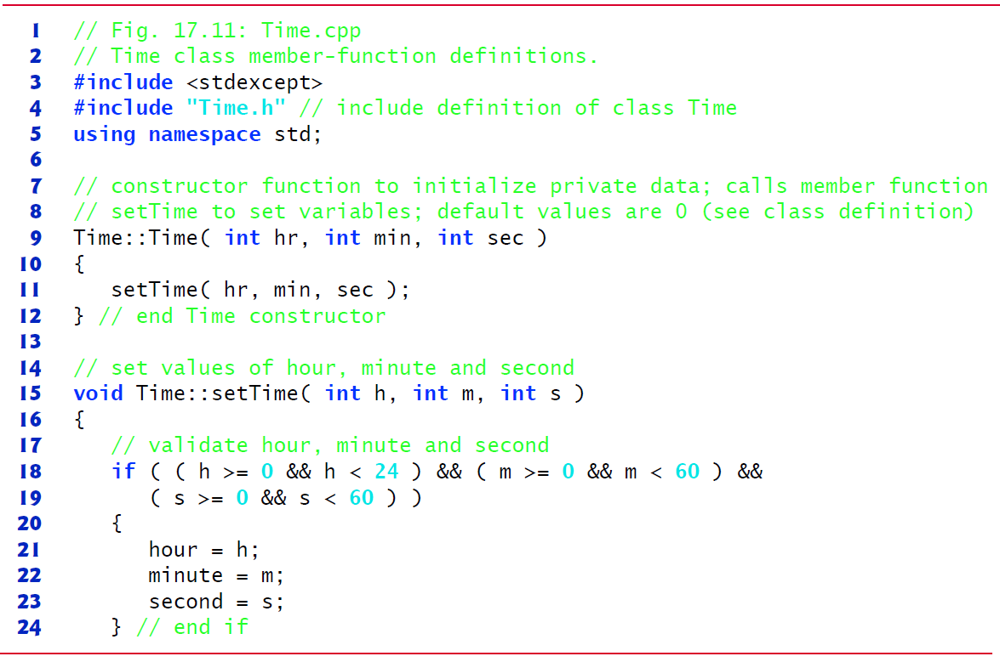 1 // Fig. 17.11: Time.cpp
2 // Time class member-function definitions.
3 #include <stdexcept>
4 #include "Time.h" // include definition of class Time
5 using namespace std;
6
7 // constructor function to initialize private data; calls member function
8 // setTime to set variables; default values are 0 (see class definition)
9 Time::Time( int hr, int min, int sec )
10 {
11    setTime( hr, min, sec );
12 } // end Time constructor
13
14 // set values of hour, minute and second
15 void Time::setTime( int h, int m, int s )
16 {
17    // validate hour, minute and second
18    if ( ( h >= 0 && h < 24 ) && ( m >= 0 && m < 60 ) &&
19       ( s >= 0 && s < 60 ) )
20    {
21       hour = h;
22       minute = m;
23       second = s;
24    } // end if